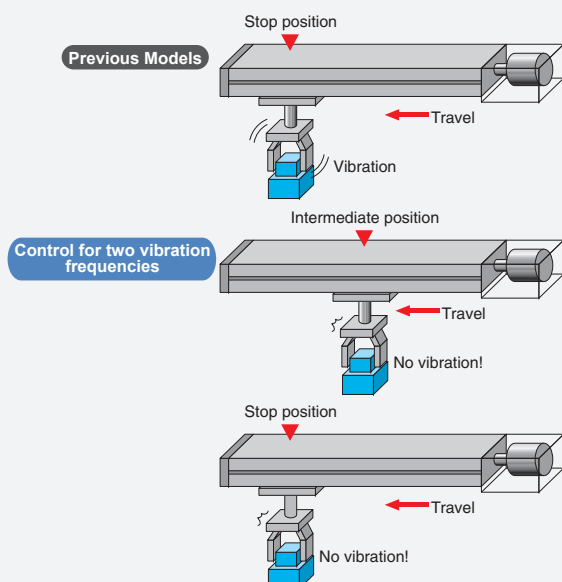 Stop position
Previous Models
Travel
Vibration
Intermediate position
Control for two vibration
frequencies
Travel
No vibration!
Stop position
Travel
No vibration!